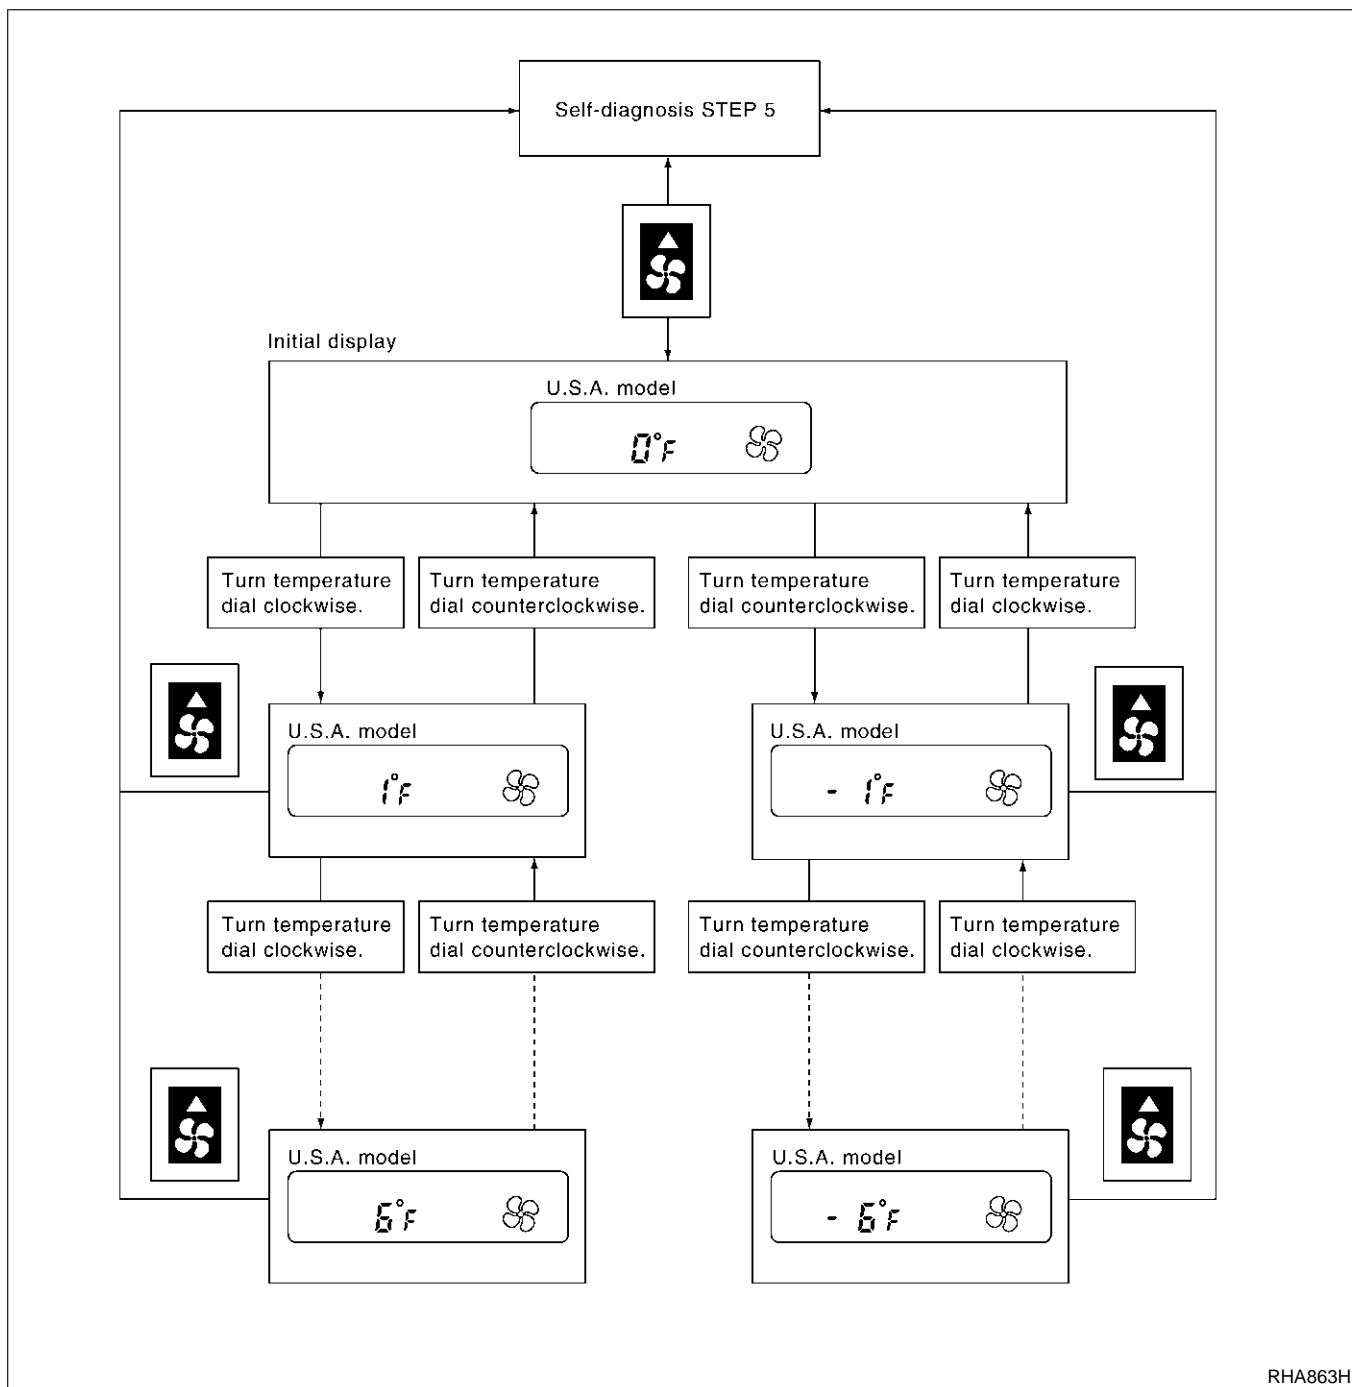 Self-diagnosis STEP 5
Initial display
U.S.A. model
0°F
Turn temperature
dial clockwise.
Turn temperature
dial counterclockwise.
Turn temperature
dial counterclockwise.
Turn temperature
dial clockwise.
U.S.A. model
1°F
U.S.A. model
- 1°F
Turn temperature
dial clockwise.
Turn temperature
dial counterclockwise.
Turn temperature
dial counterclockwise.
Turn temperature
dial clockwise.
U.S.A. model
6°F
U.S.A. model
- 6°F
RHA863H